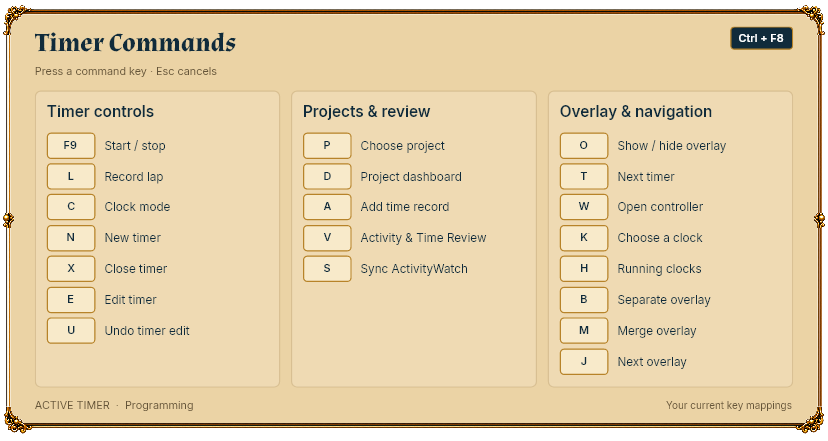 Timer Commands
Ctrl + F8
Press a command key · Esc cancels
Timer controls
F9 Start / stop
L Record lap
C Clock mode
N New timer
X Close timer
E Edit timer
U Undo timer edit
Projects & review
P Choose project
D Project dashboard
A Add time record
V Activity & Time Review
S Sync ActivityWatch
Overlay & navigation
O Show / hide overlay
T Next timer
W Open controller
K Choose a clock
H Running clocks
B Separate overlay
M Merge overlay
J Next overlay
ACTIVE TIMER · Programming
Your current key mappings